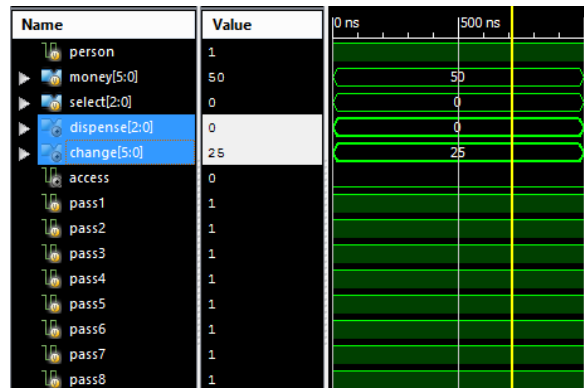 Name Value 0 ns 500 ns
person 1
money[5:0] 50 50
select[2:0] 0 0
dispense[2:0] 0 0
change[5:0] 25 25
access 0
pass1 1
pass2 1
pass3 1
pass4 1
pass5 1
pass6 1
pass7 1
pass8 1